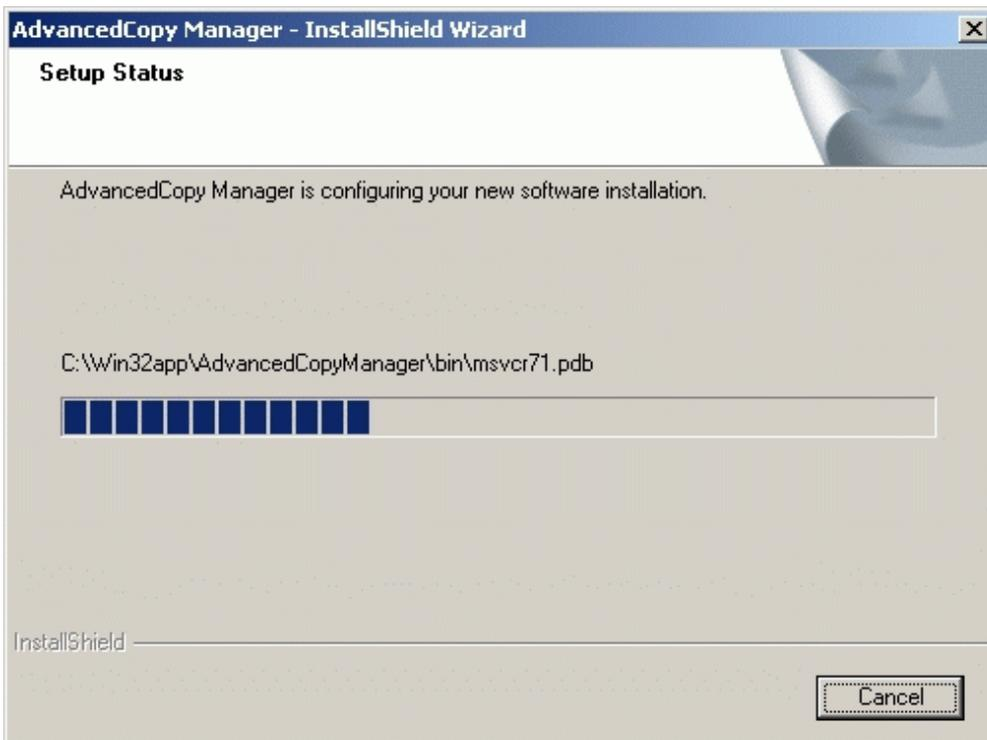 AdvancedCopy Manager - InstallShield Wizard
Setup Status
AdvancedCopy Manager is configuring your new software installation.
C:\Win32app\AdvancedCopyManager\bin\msvcr71.pdb
InstallShield
Cancel